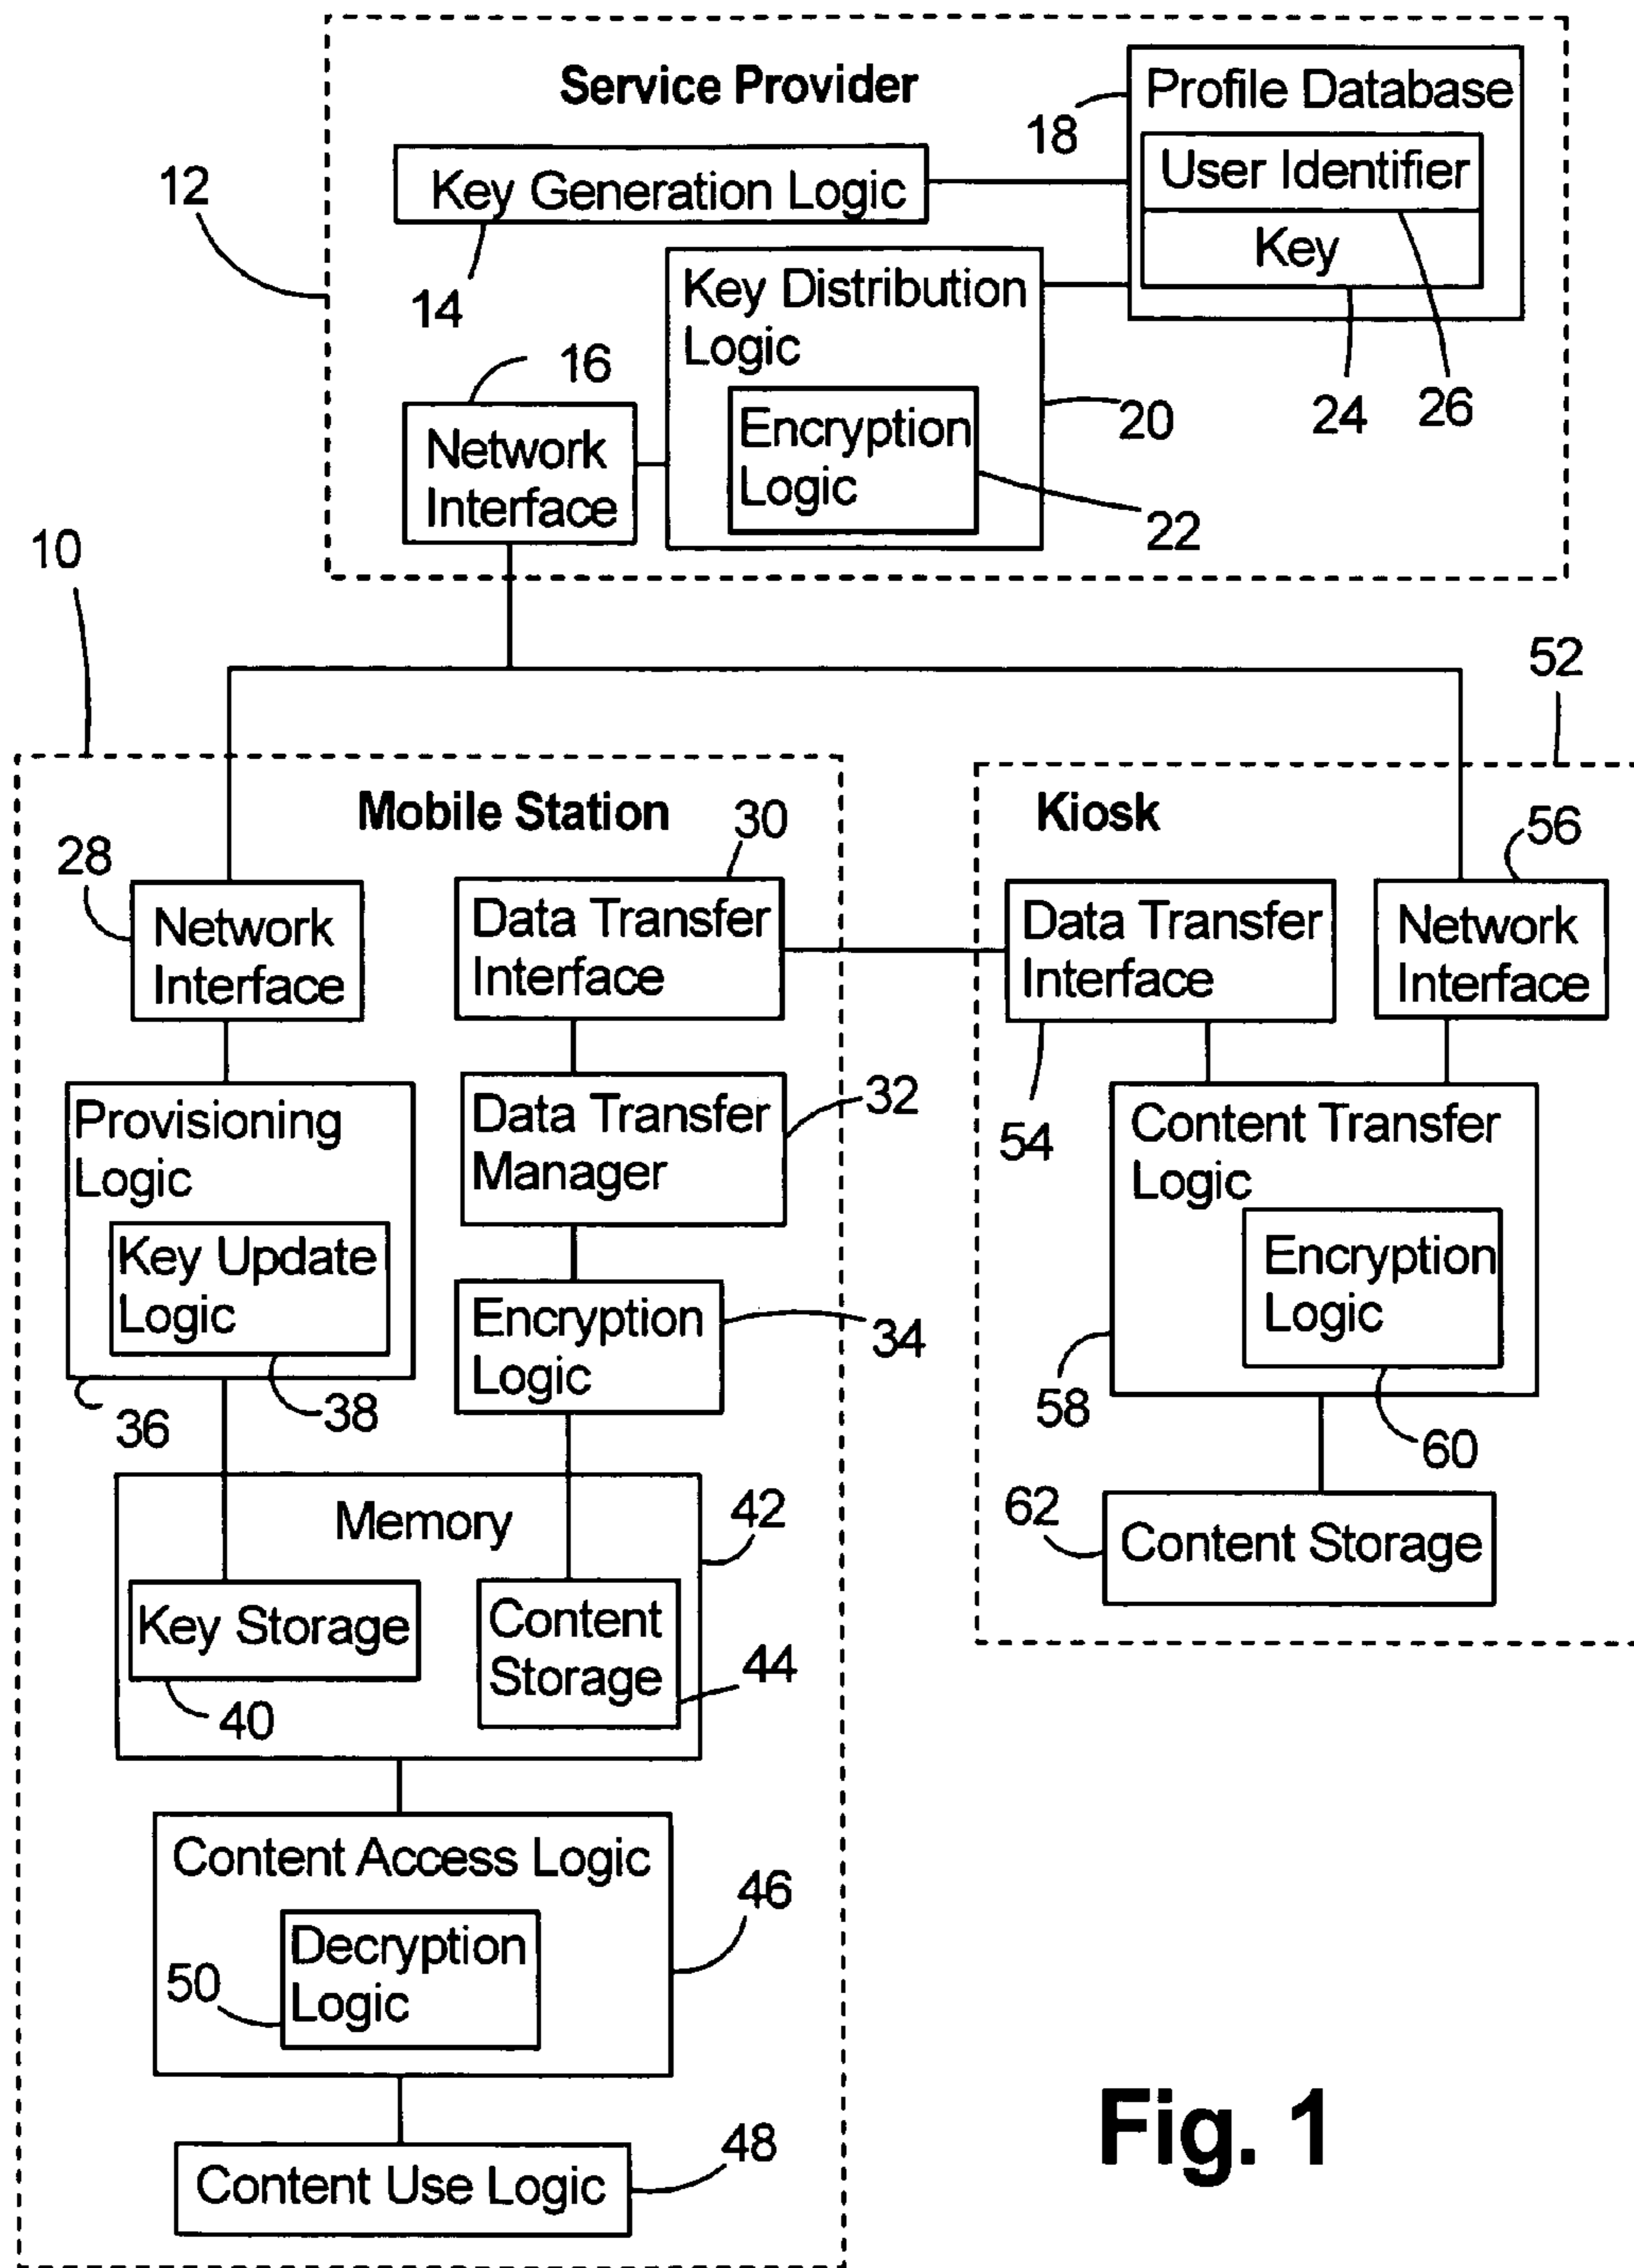 Service Provider
Profile Database
18
User Identifier
Key
12
Key Generation Logic
14
Key Distribution
Logic
16
24
26
20
Network
Interface
Encryption
Logic
22
10
52
Mobile Station
30
Kiosk
56
28
Network
Interface
Data Transfer
Interface
Data Transfer
Interface
Network
Interface
Provisioning
Logic
Data Transfer
Manager
32
54
Content Transfer
Logic
Key Update
Logic
Encryption
Logic
34
Encryption
Logic
36
38
58
60
Memory
42
62
Content Storage
Key Storage
Content
Storage
40
44
Content Access Logic
46
Decryption
Logic
50
Content Use Logic
48
Fig. 1